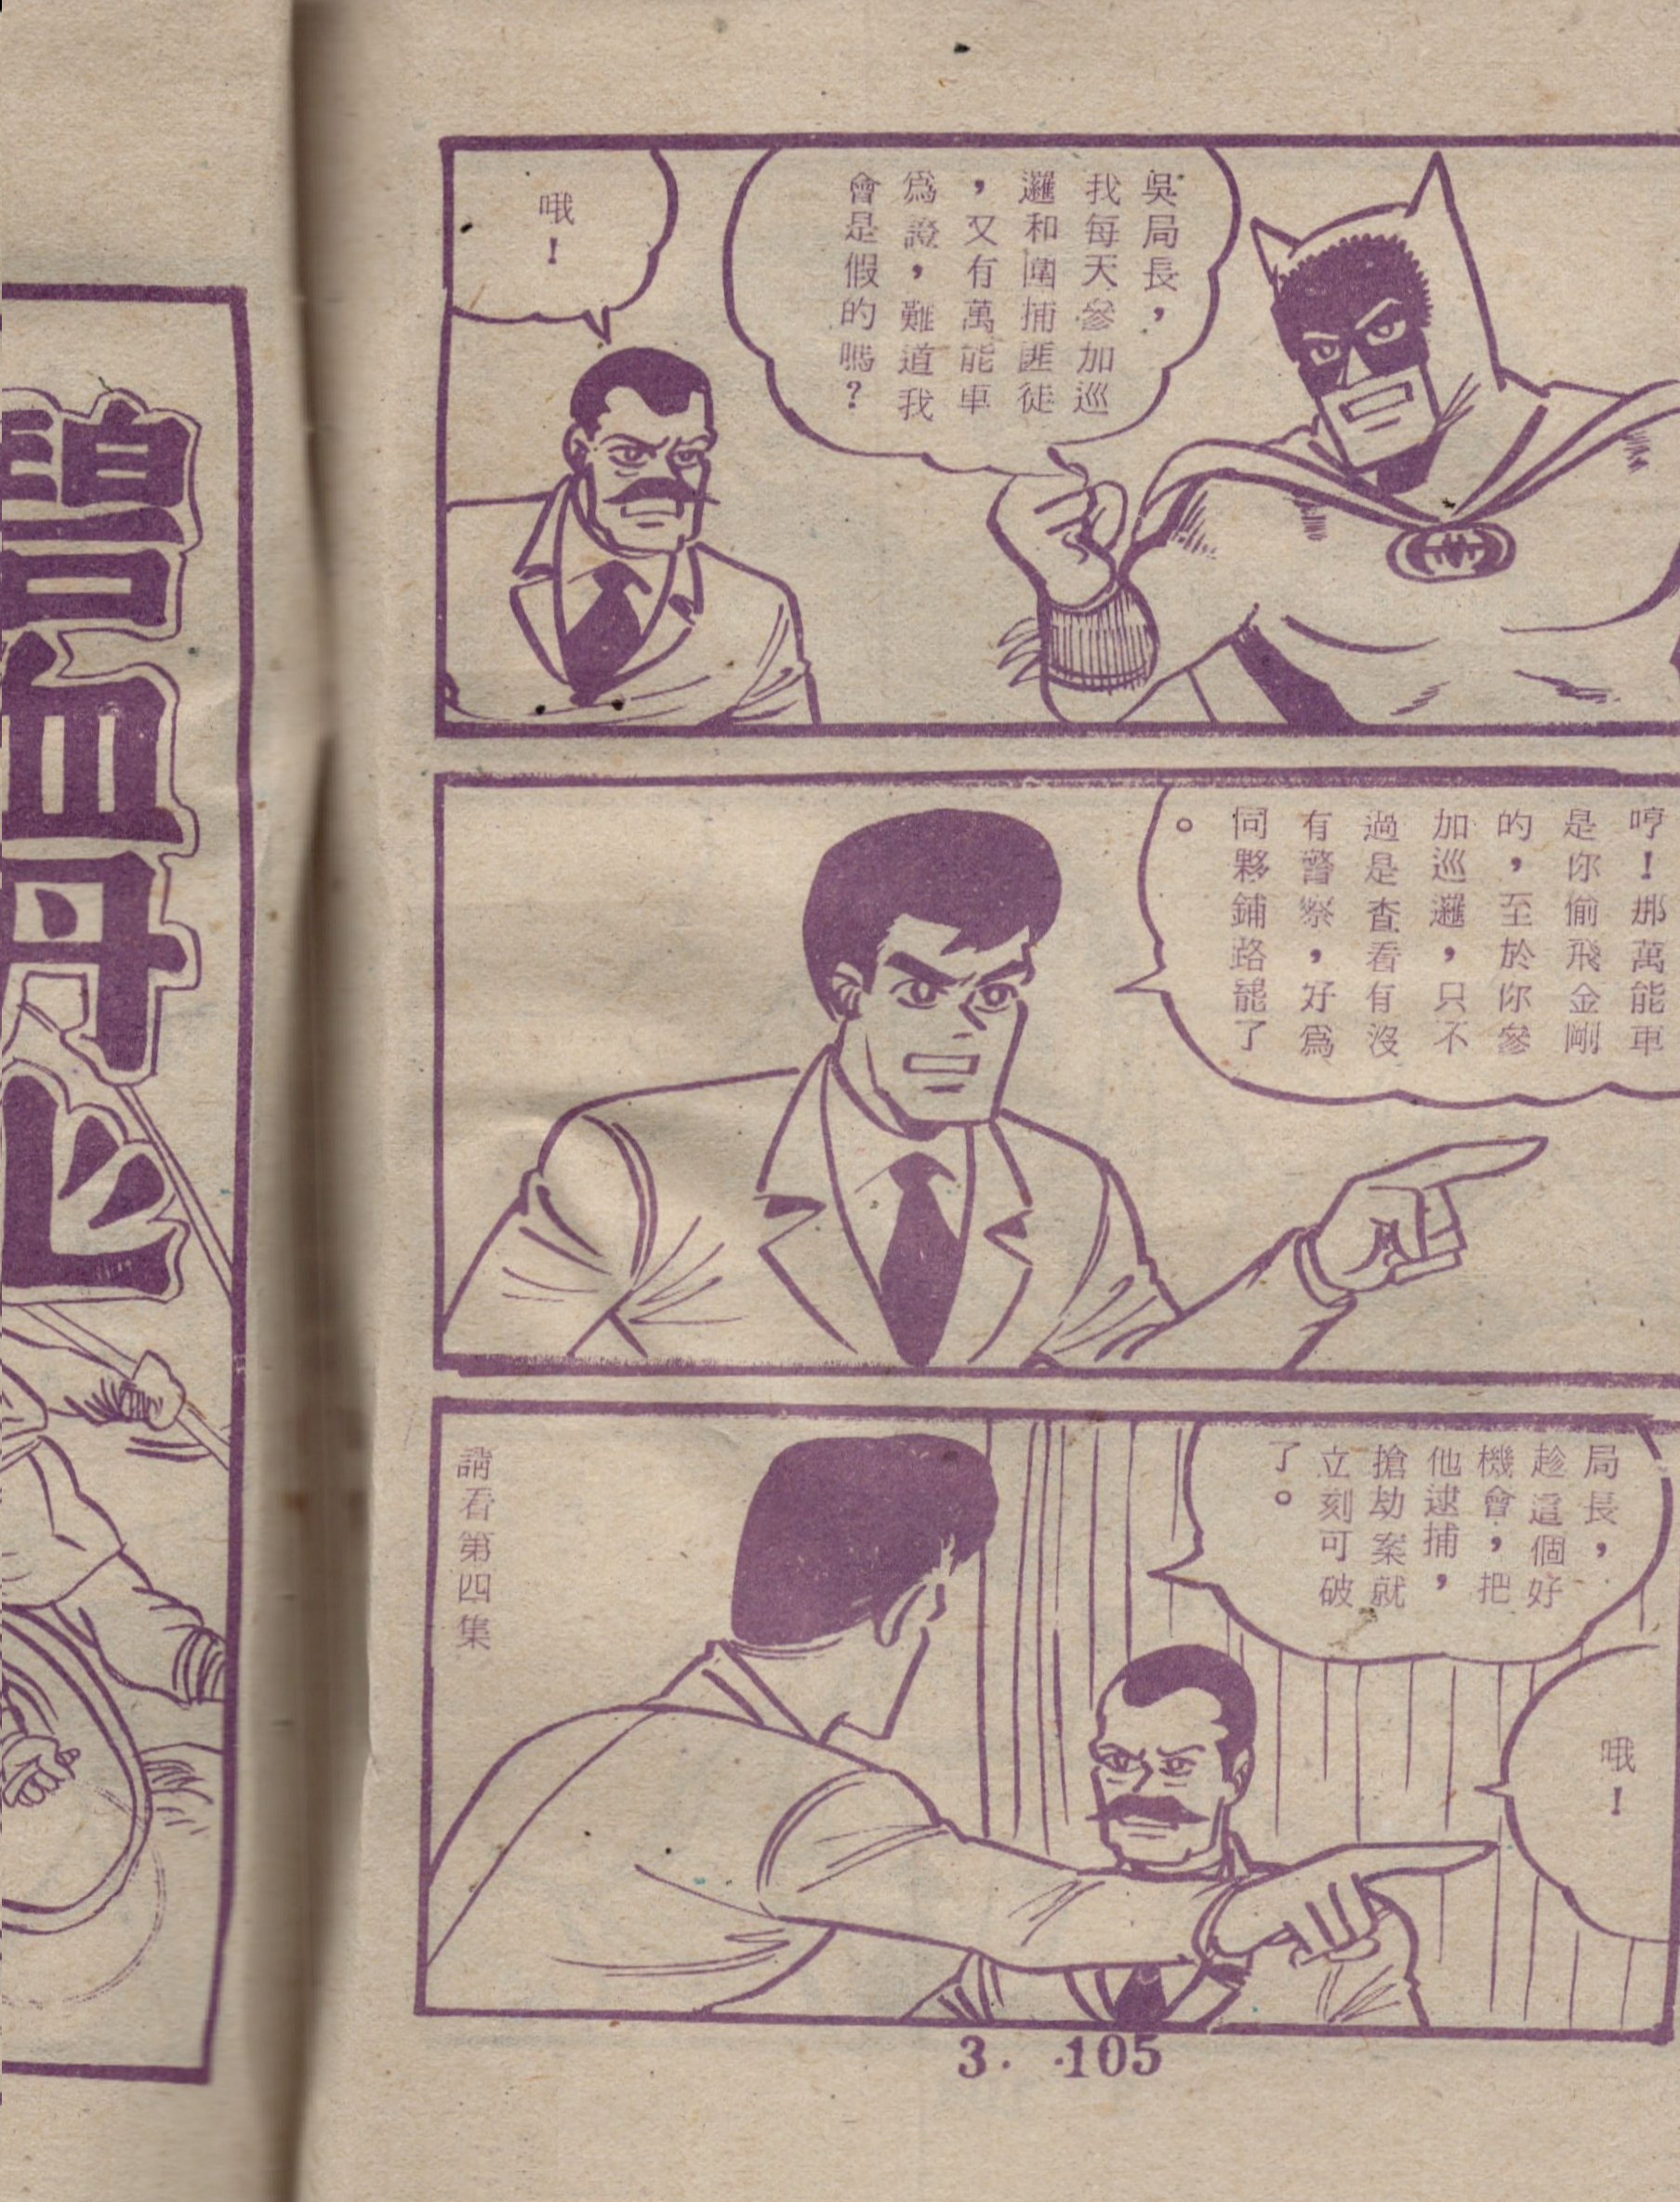 吳局長，
我每天參加巡
邏和圍捕匪徒
，又有萬能車
為證，難道我
會是假的嗎？
哦！
哼！那萬能車
是你偷飛金剛
的，至於你參
加巡邏，只不
過是查看有沒
有警察，好為
同夥鋪路罷了
。
局長，
趁這個好
機會，把
他逮捕，
搶劫案就
立刻可破
了。
哦！
請看第四集
3. 105
碧血丹心